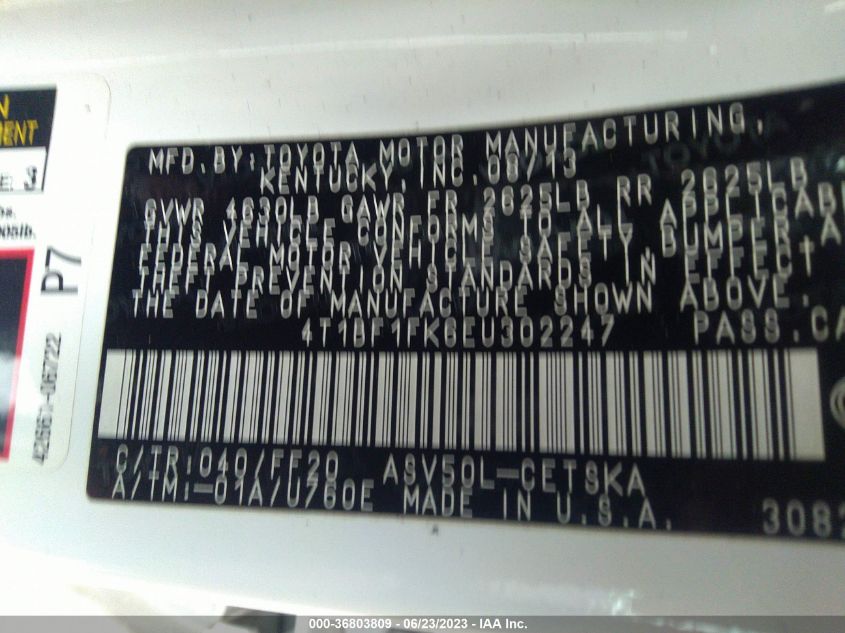 N
MENT
E S
P7
MFD. BY: TOYOTA MOTOR MANUFACTURING,
KENTUCKY, INC. 08/13
GVWR 4630LB GAWR FR 2625LB RR 2625LB
THIS VEHICLE CONFORMS TO ALL APPLICABL
FEDERAL MOTOR VEHICLE SAFETY, BUMPER, A
THEFT PREVENTION STANDARDS IN EFFECT
THE DATE OF MANUFACTURE SHOWN ABOVE.
4T1BF1FK6EU302247 PASS.CA
C/TR:040/FF20 ASV50L-CETSKA
A/TM:-01A/U760E MADE IN U.S.A. 308
000-36803809 - 06/23/2023 - IAA Inc.